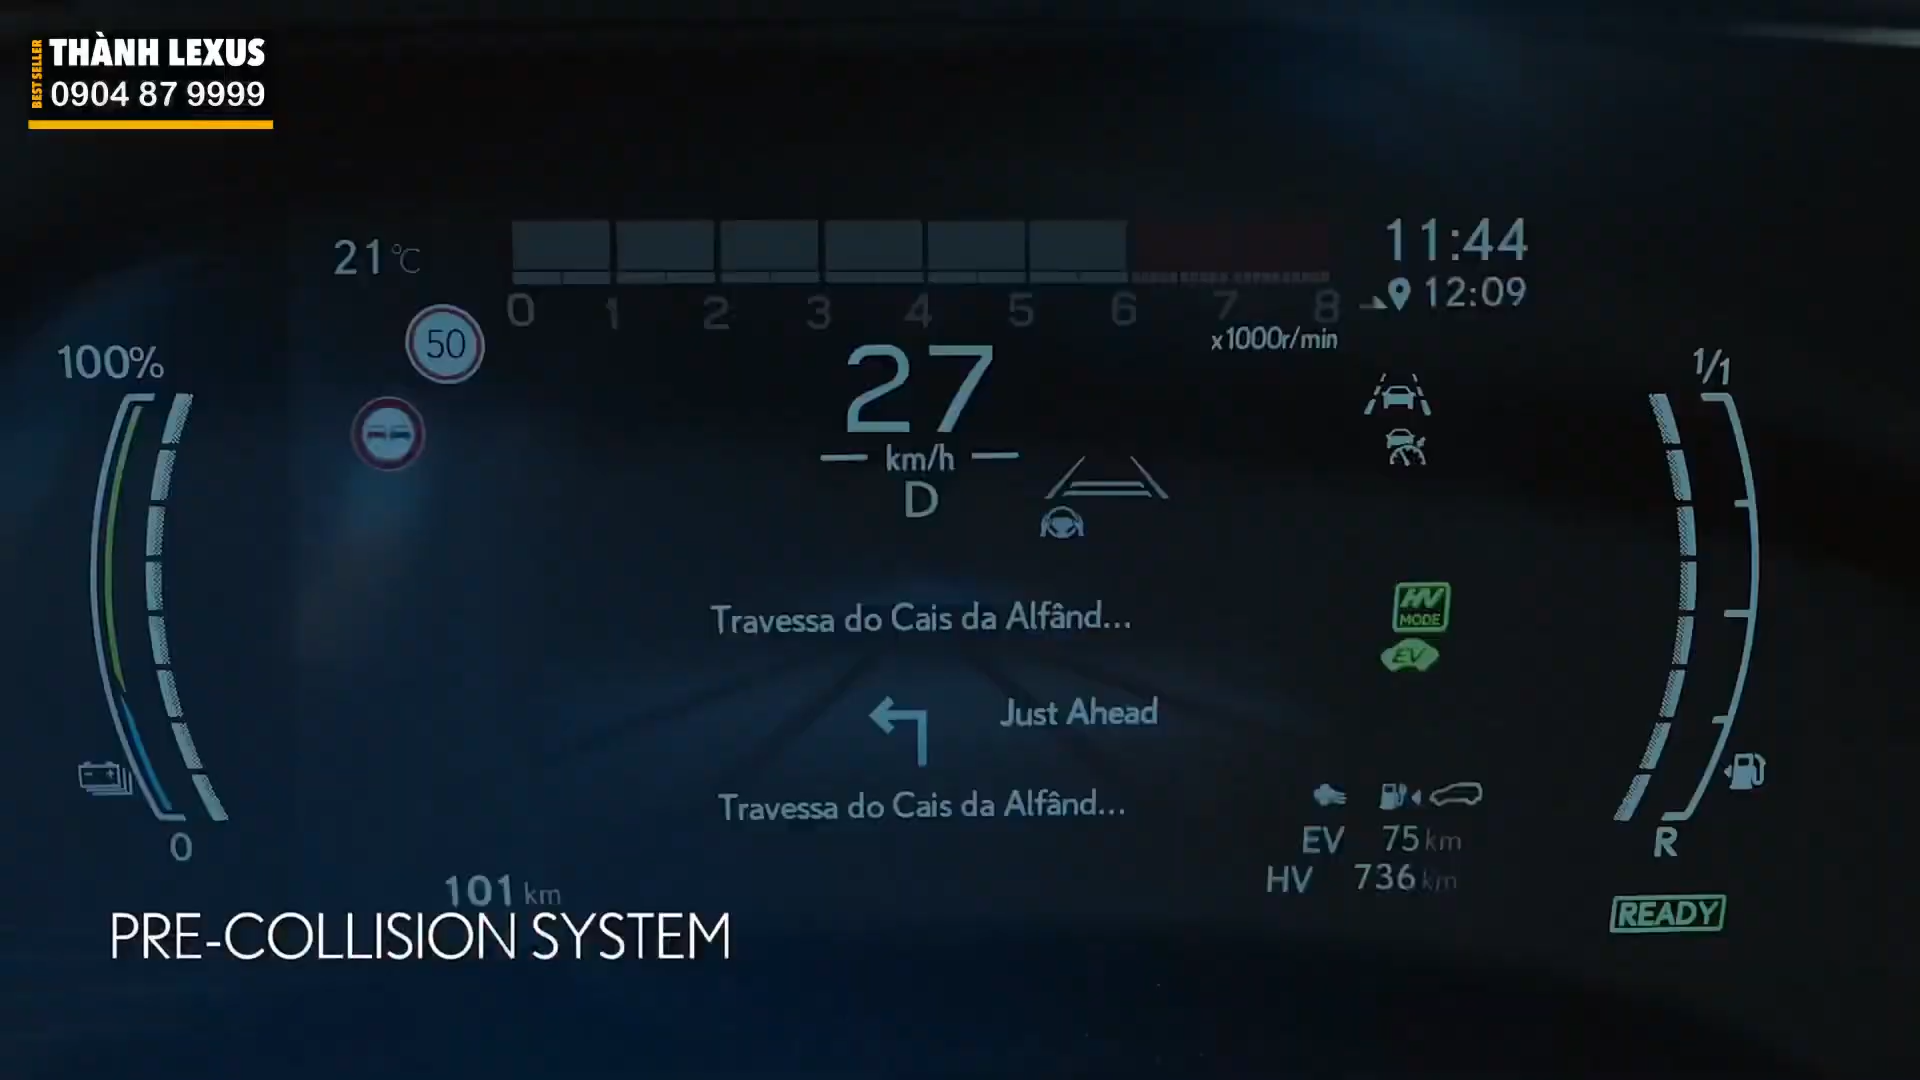 BEST SELLER
THÀNH LEXUS
0904 87 9999
21°C
0 1 2 3 4 5 6 7 8
x1000r/min
11:44
12:09
50
100%
27
km/h
D
1/1
Travessa do Cais da Alfând...
HV
MODE
EV
Just Ahead
Travessa do Cais da Alfând...
EV 75 km
HV 736 km
0
R
101 km
READY
PRE-COLLISION SYSTEM